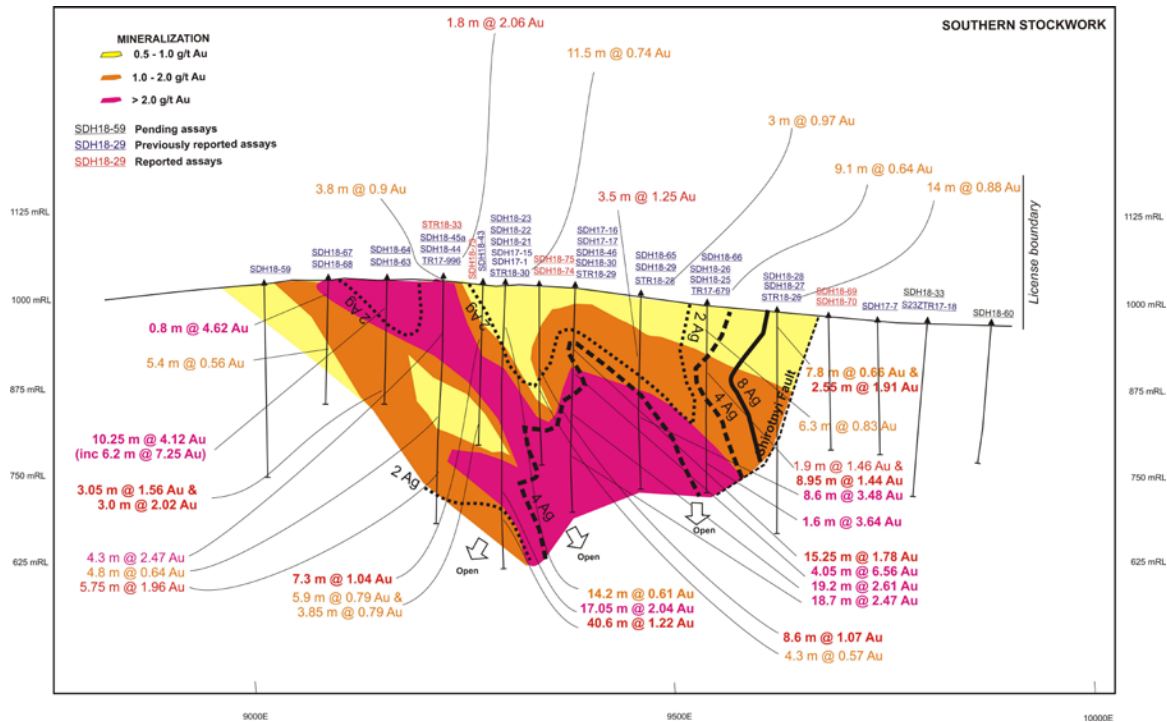 SOUTHERN STOCKWORK
MINERALIZATION
0.5 - 1.0 g/t Au
1.0 - 2.0 g/t Au
> 2.0 g/t Au
SDH18-59 Pending assays
SDH18-29 Previously reported assays
SDH18-29 Reported assays
1.8 m @ 2.06 Au
11.5 m @ 0.74 Au
3 m @ 0.97 Au
9.1 m @ 0.64 Au
14 m @ 0.88 Au
3.8 m @ 0.9 Au
3.5 m @ 1.25 Au
License boundary
1125 mRL
1125 mRL
1000 mRL
1000 mRL
875 mRL
875 mRL
750 mRL
750 mRL
625 mRL
625 mRL
SDH18-59
SDH18-67
SDH18-68
SDH18-64
SDH18-63
STR18-33
SDH18-45a
SDH18-44
TR17-996
SDH18-73
SDH18-43
SDH18-23
SDH18-22
SDH18-21
SDH17-15
SDH17-1
STR18-30
SDH18-75
SDH18-74
SDH17-16
SDH17-17
SDH18-46
SDH18-30
STR18-29
SDH18-65
SDH18-29
STR18-28
SDH18-66
SDH18-26
SDH18-25
TR17-679
SDH18-28
SDH18-27
STR18-26
SDH18-69
SDH18-70
SDH17-7
SDH18-33
S23ZTR17-18
SDH18-60
2 Ag
2 Ag
2 Ag
4 Ag
8 Ag
Shirotnyi Fault
2 Ag
4 Ag
0.8 m @ 4.62 Au
5.4 m @ 0.56 Au
10.25 m @ 4.12 Au
(inc 6.2 m @ 7.25 Au)
3.05 m @ 1.56 Au &
3.0 m @ 2.02 Au
4.3 m @ 2.47 Au
4.8 m @ 0.64 Au
5.75 m @ 1.96 Au
7.3 m @ 1.04 Au
5.9 m @ 0.79 Au &
3.85 m @ 0.79 Au
Open
Open
Open
14.2 m @ 0.61 Au
17.05 m @ 2.04 Au
40.6 m @ 1.22 Au
7.8 m @ 0.66 Au &
2.55 m @ 1.91 Au
6.3 m @ 0.83 Au
1.9 m @ 1.46 Au &
8.95 m @ 1.44 Au
8.6 m @ 3.48 Au
1.6 m @ 3.64 Au
15.25 m @ 1.78 Au
4.05 m @ 6.56 Au
19.2 m @ 2.61 Au
18.7 m @ 2.47 Au
8.6 m @ 1.07 Au
4.3 m @ 0.57 Au
9000E
9500E
10000 E